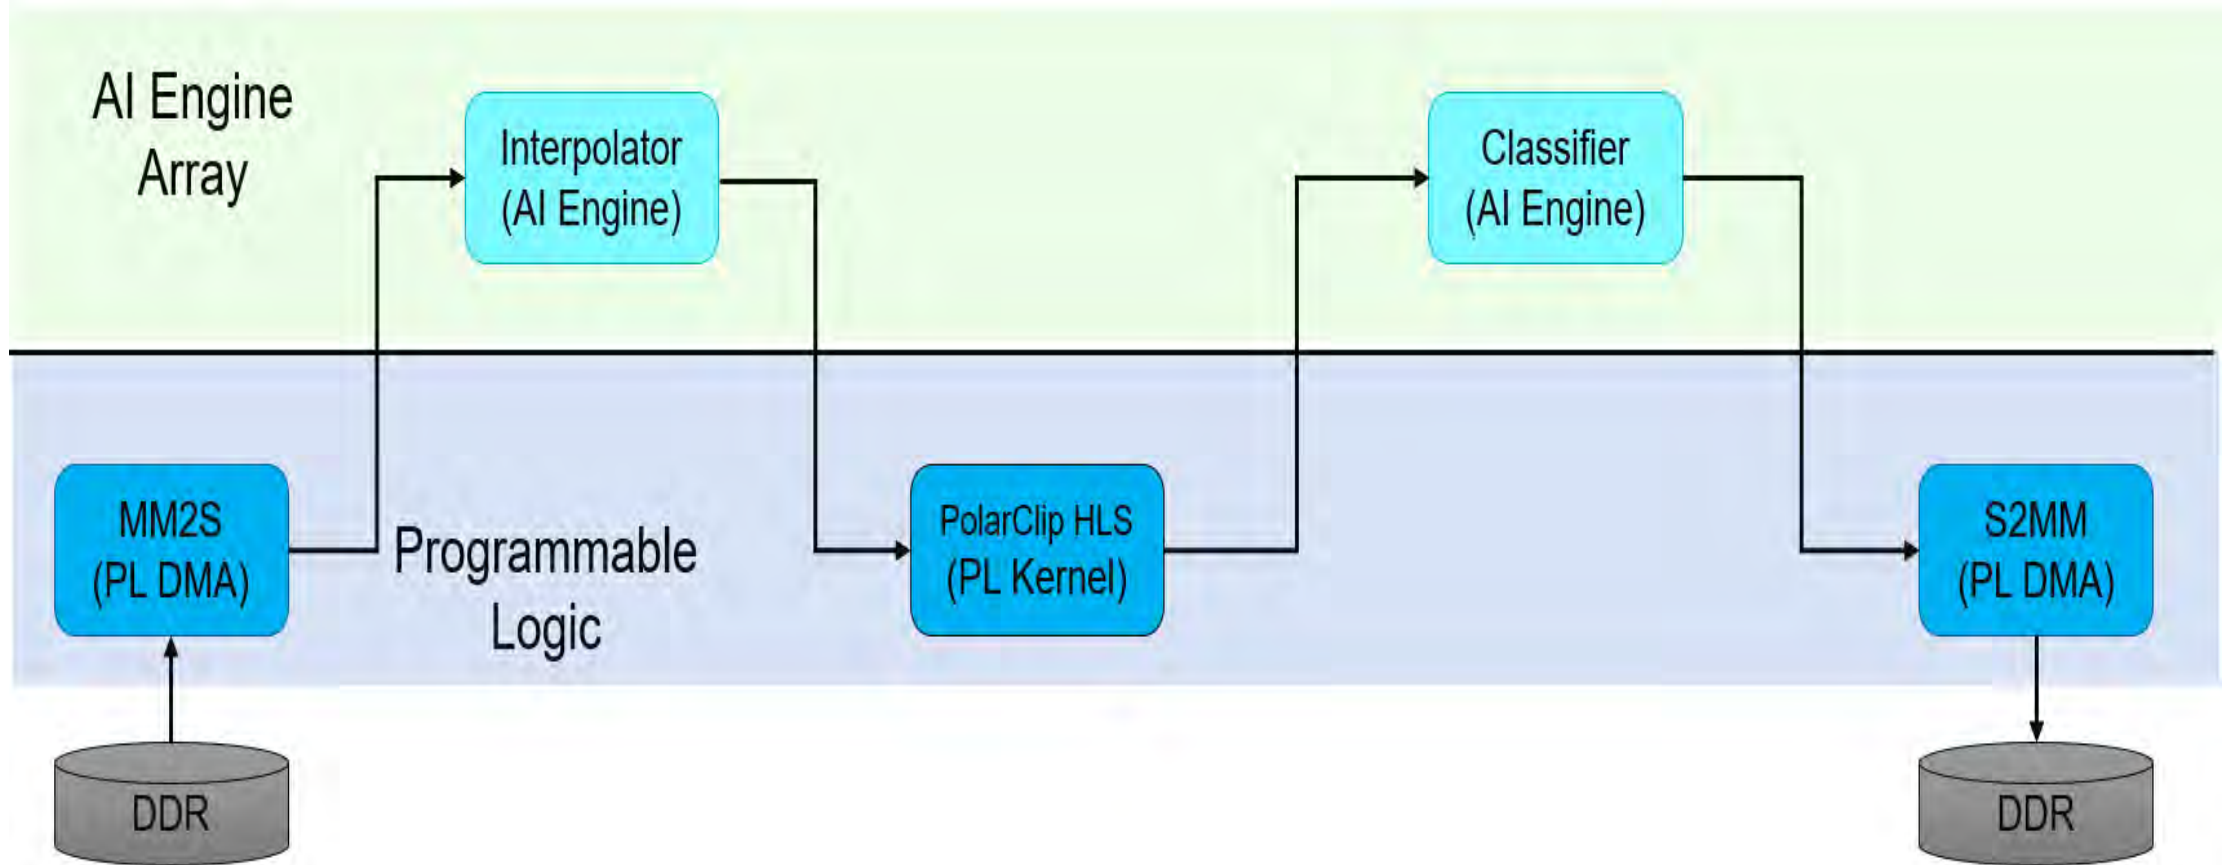 AI Engine
Array
Interpolator
(AI Engine)
Classifier
(AI Engine)
MM2S
(PL DMA)
Programmable
Logic
PolarClip HLS
(PL Kernel)
S2MM
(PL DMA)
DDR
DDR